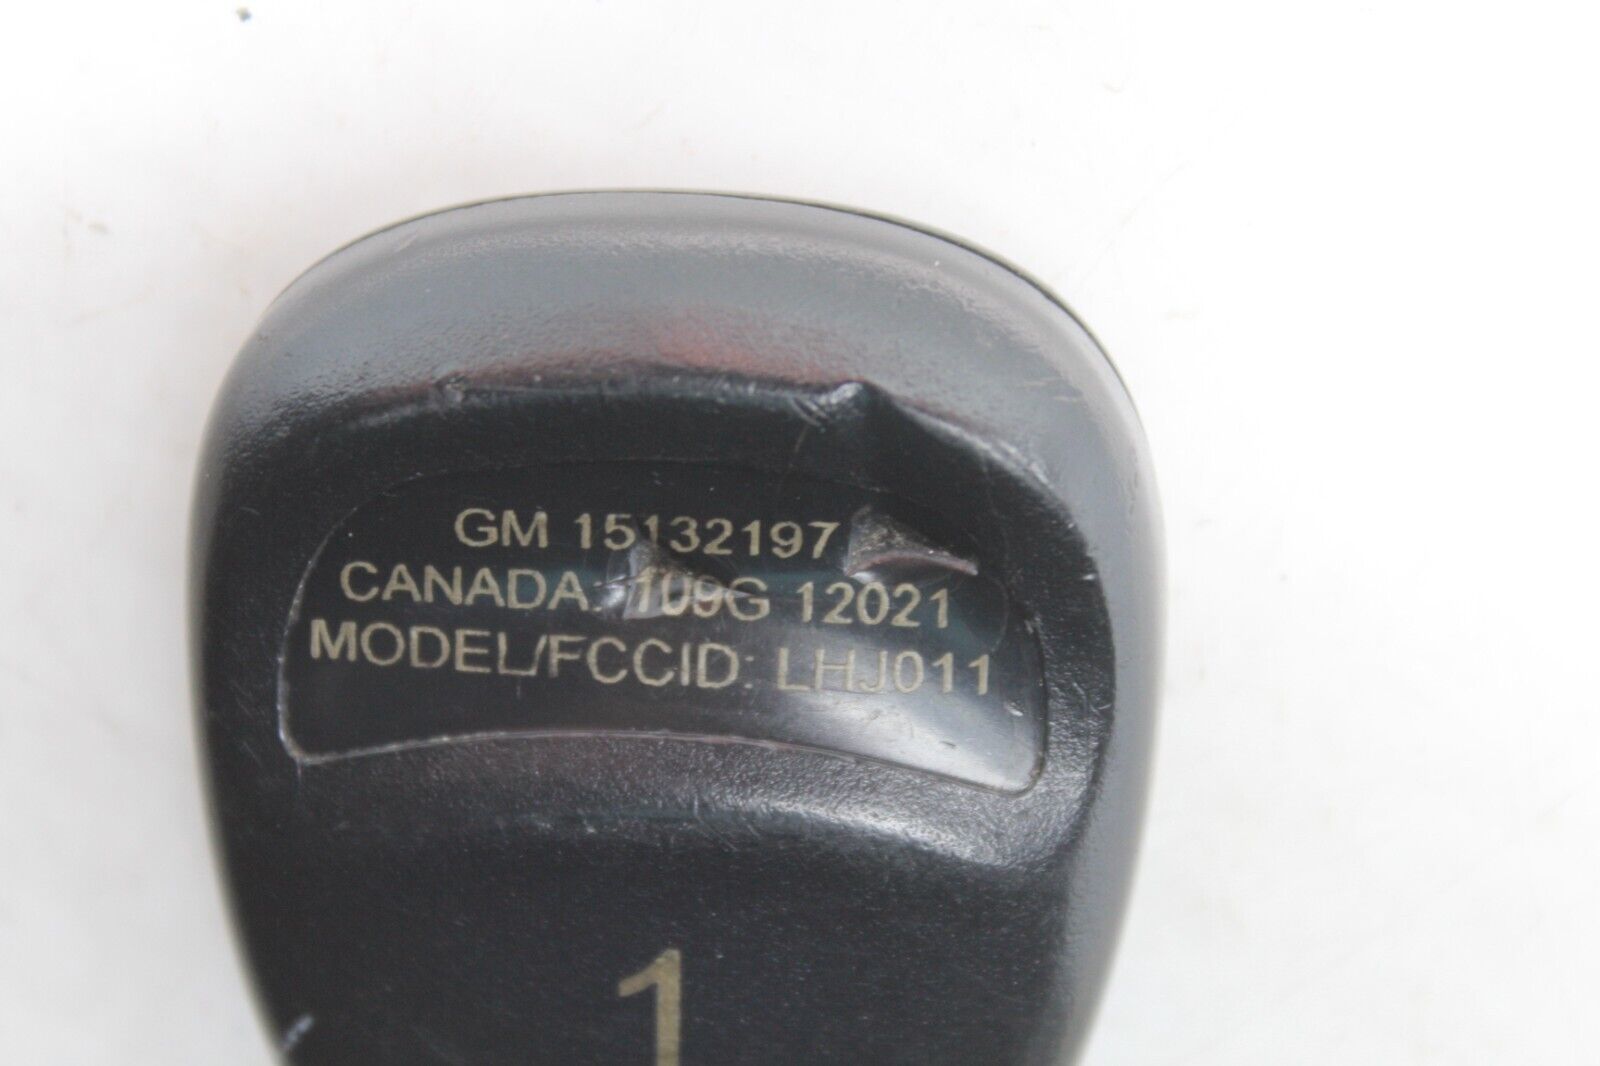 GM 15132197
CANADA: 109G 12021
MODEL/FCCID: LHJ011
1